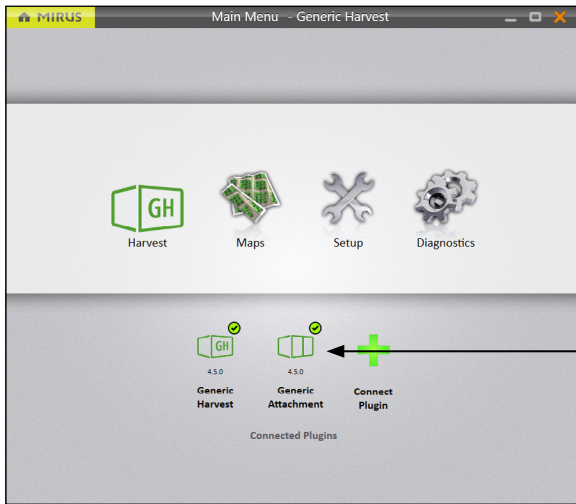 MIRUS
Main Menu - Generic Harvest
GH
Harvest
Maps
Setup
Diagnostics
GH
4.5.0
4.5.0
Generic
Harvest
Generic
Attachment
Connect
Plugin
Connected Plugins